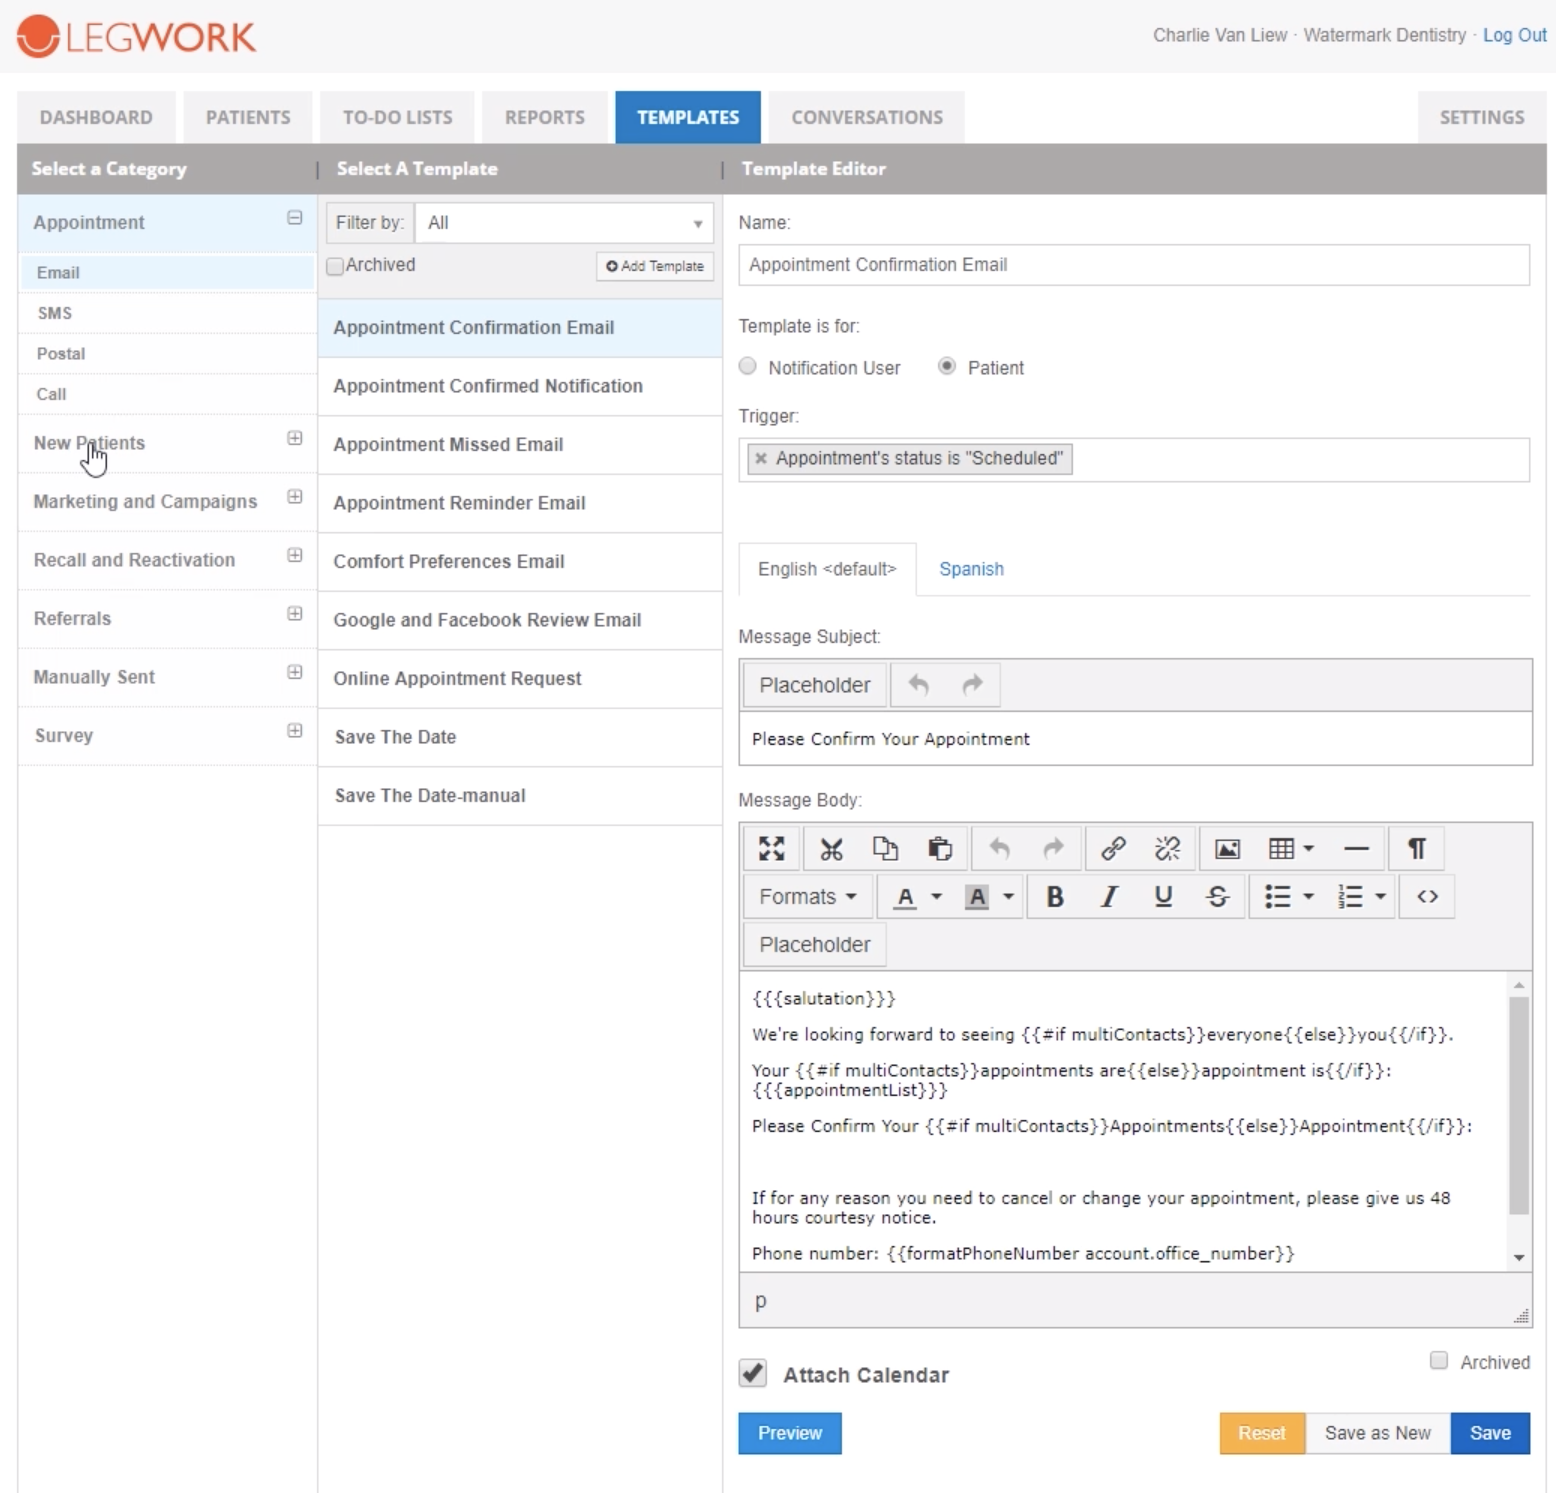 LEGWORK
Charlie Van Liew · Watermark Dentistry · Log Out
DASHBOARD
PATIENTS
TO-DO LISTS
REPORTS
TEMPLATES
CONVERSATIONS
SETTINGS
Select a Category
Select A Template
Template Editor
Appointment
Email
SMS
Postal
Call
New Patients
Marketing and Campaigns
Recall and Reactivation
Referrals
Manually Sent
Survey
Filter by: All
Archived
Add Template
Appointment Confirmation Email
Appointment Confirmed Notification
Appointment Missed Email
Appointment Reminder Email
Comfort Preferences Email
Google and Facebook Review Email
Online Appointment Request
Save The Date
Save The Date-manual
Name:
Appointment Confirmation Email
Template is for:
Notification User
Patient
Trigger:
× Appointment's status is "Scheduled"
English <default>
Spanish
Message Subject:
Placeholder
Please Confirm Your Appointment
Message Body:
Formats
A
A
B
I
U
S
Placeholder
{{{salutation}}}
We're looking forward to seeing {{#if multiContacts}}everyone{{else}}you{{/if}}.
Your {{#if multiContacts}}appointments are{{else}}appointment is{{/if}}:
{{{appointmentList}}}
Please Confirm Your {{#if multiContacts}}Appointments{{else}}Appointment{{/if}}:
If for any reason you need to cancel or change your appointment, please give us 48
hours courtesy notice.
Phone number: {{formatPhoneNumber account.office_number}}
p
Attach Calendar
Archived
Preview
Reset
Save as New
Save